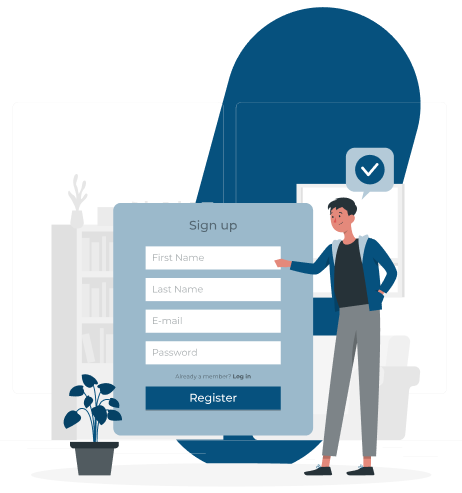 Sign up
First Name
Last Name
E-mail
Password
Already a member? Log in
Register